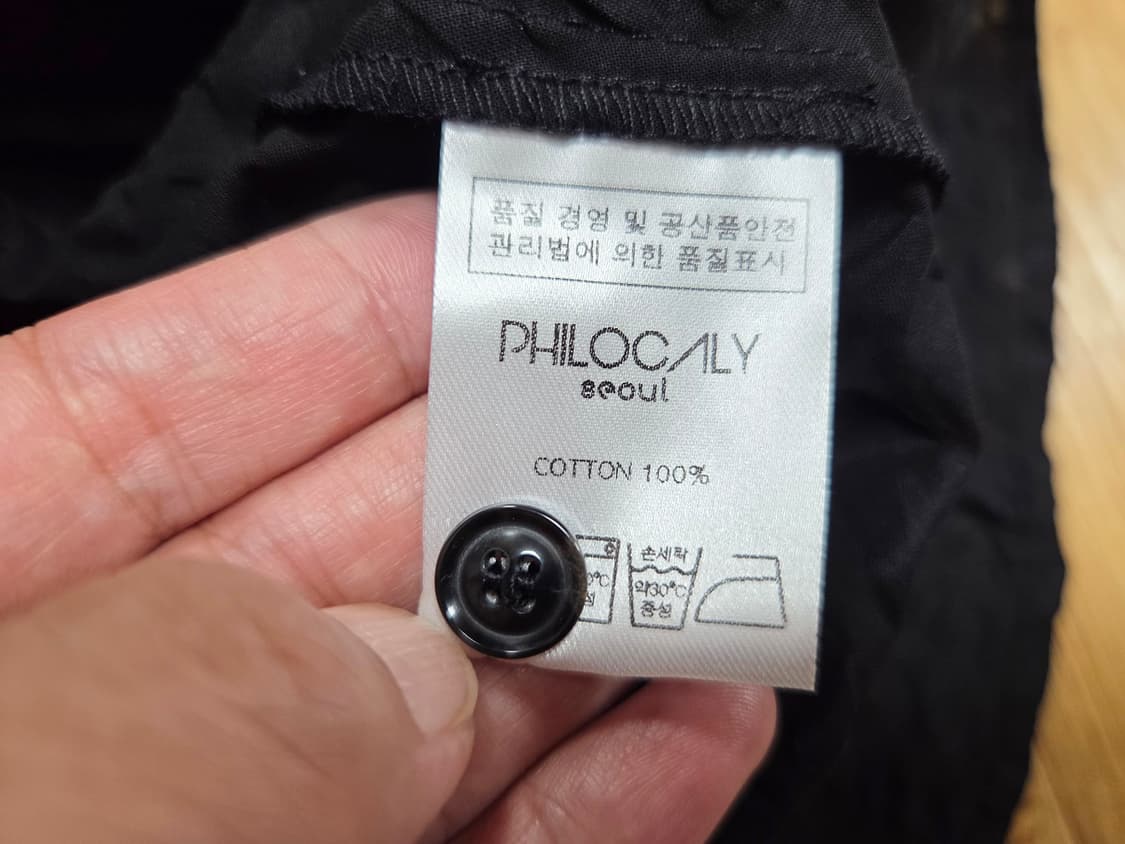 품질 경영 및 공산품안전
관리법에 의한 품질표시
PHILOCALY
seoul
COTTON 100%
손세탁
약30°C
중성